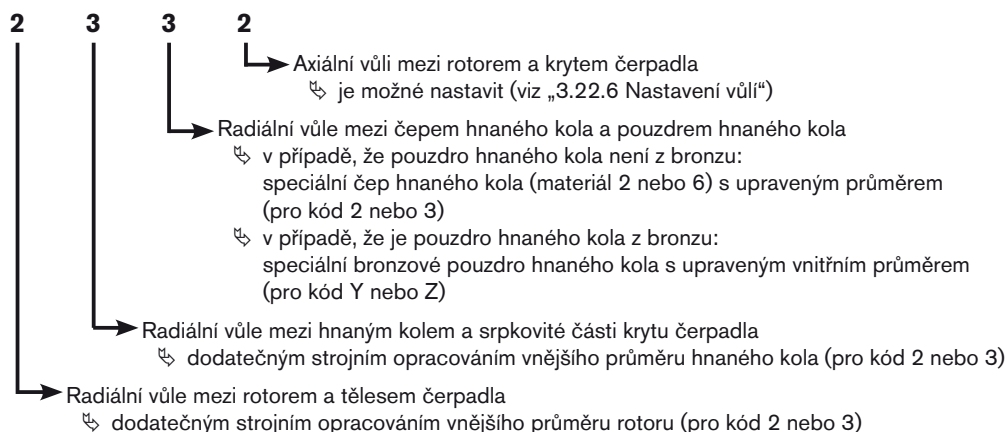 2 3 3 2
Axiální vůli mezi rotorem a krytem čerpadla
je možné nastavit (viz „3.22.6 Nastavení vůlí“)
Radiální vůle mezi čepem hnaného kola a pouzdrem hnaného kola
v případě, že pouzdro hnaného kola není z bronzu:
speciální čep hnaného kola (materiál 2 nebo 6) s upraveným průměrem
(pro kód 2 nebo 3)
v případě, že je pouzdro hnaného kola z bronzu:
speciální bronzové pouzdro hnaného kola s upraveným vnitřním průměrem
(pro kód Y nebo Z)
Radiální vůle mezi hnaným kolem a srpkovité části krytu čerpadla
dodatečným strojním opracováním vnějšího průměru hnaného kola (pro kód 2 nebo 3)
Radiální vůle mezi rotorem a tělesem čerpadla
dodatečným strojním opracováním vnějšího průměru rotoru (pro kód 2 nebo 3)